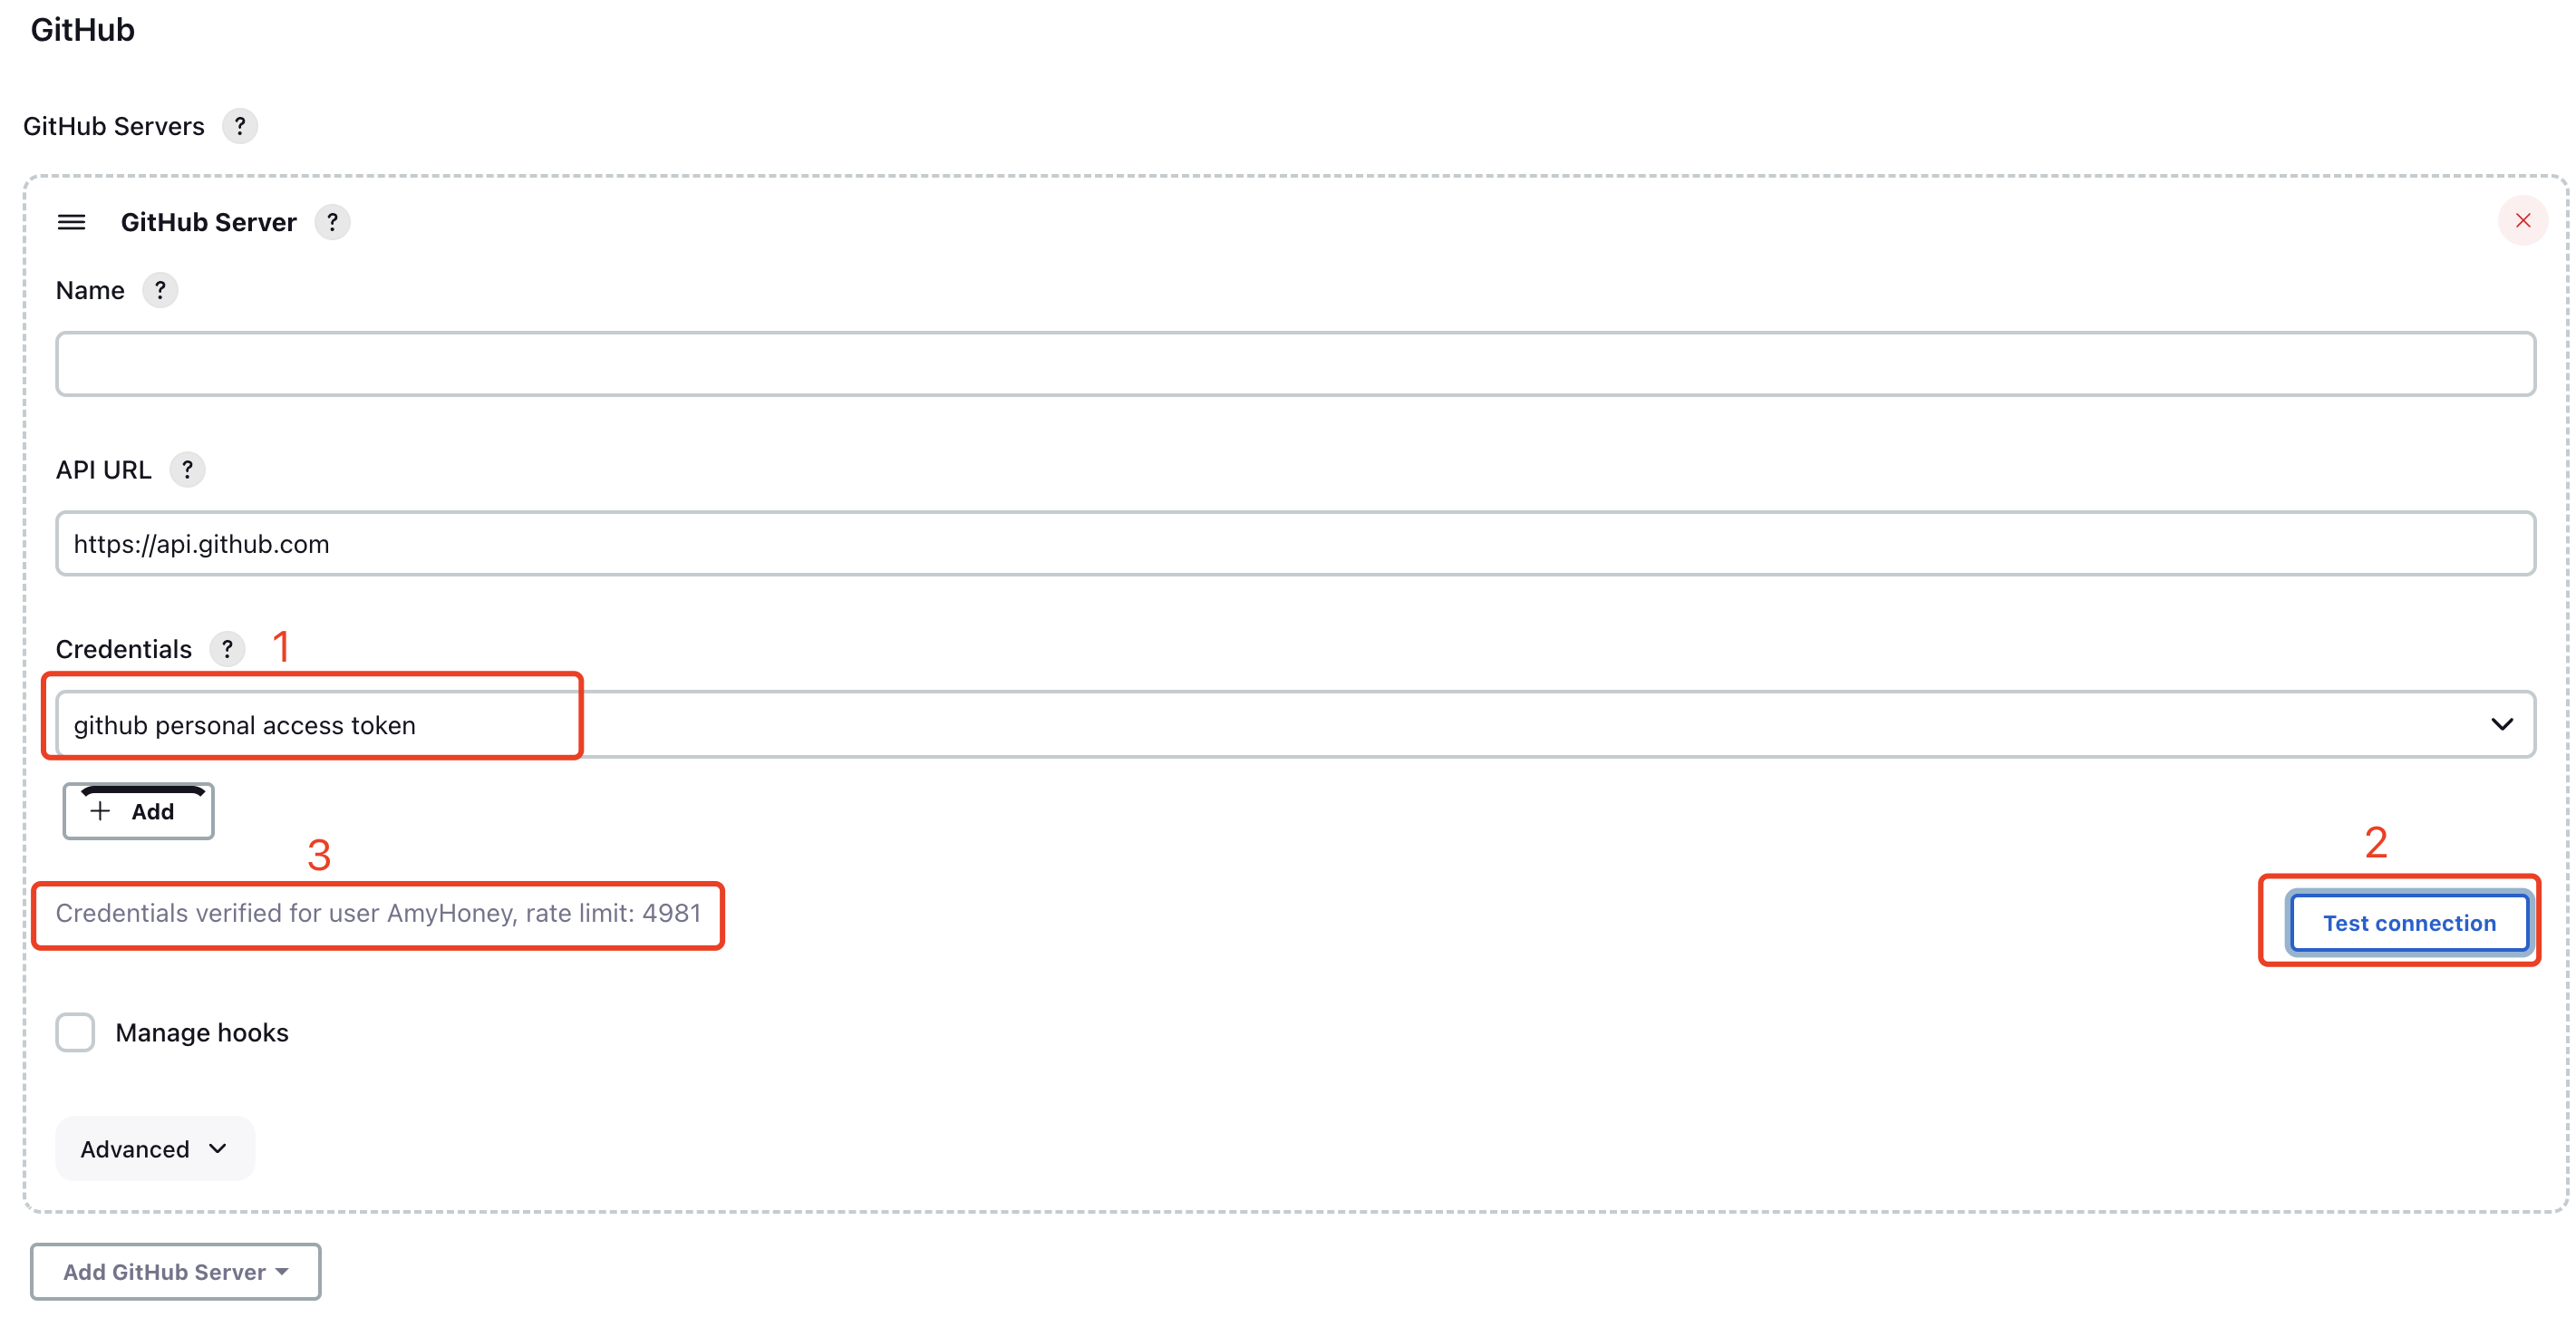 GitHub
GitHub Servers ?
GitHub Server ?
Name ?
API URL ?
https://api.github.com
Credentials ? 1
github personal access token
+ Add
3
2
Credentials verified for user AmyHoney, rate limit: 4981
Test connection
Manage hooks
Advanced
Add GitHub Server